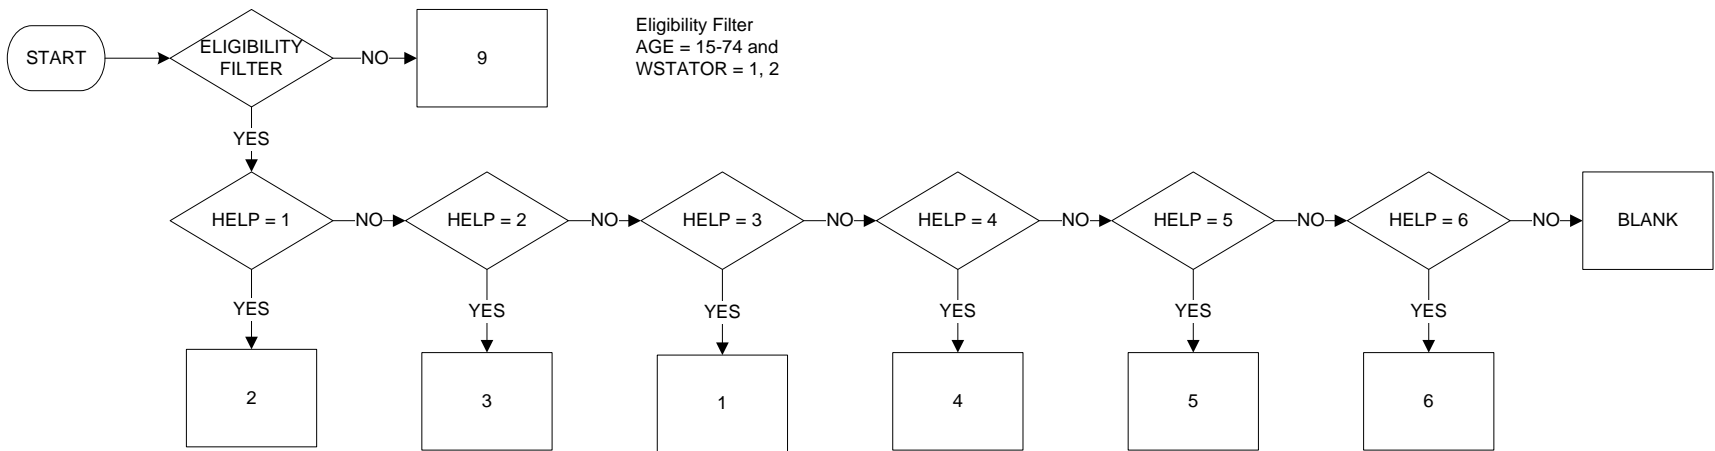 START
ELIGIBILITY
FILTER
NO
9
Eligibility Filter
AGE = 15-74 and
WSTATOR = 1, 2
YES
HELP = 1
NO
HELP = 2
NO
HELP = 3
NO
HELP = 4
NO
HELP = 5
NO
HELP = 6
NO
BLANK
YES
YES
YES
YES
YES
YES
2
3
1
4
5
6